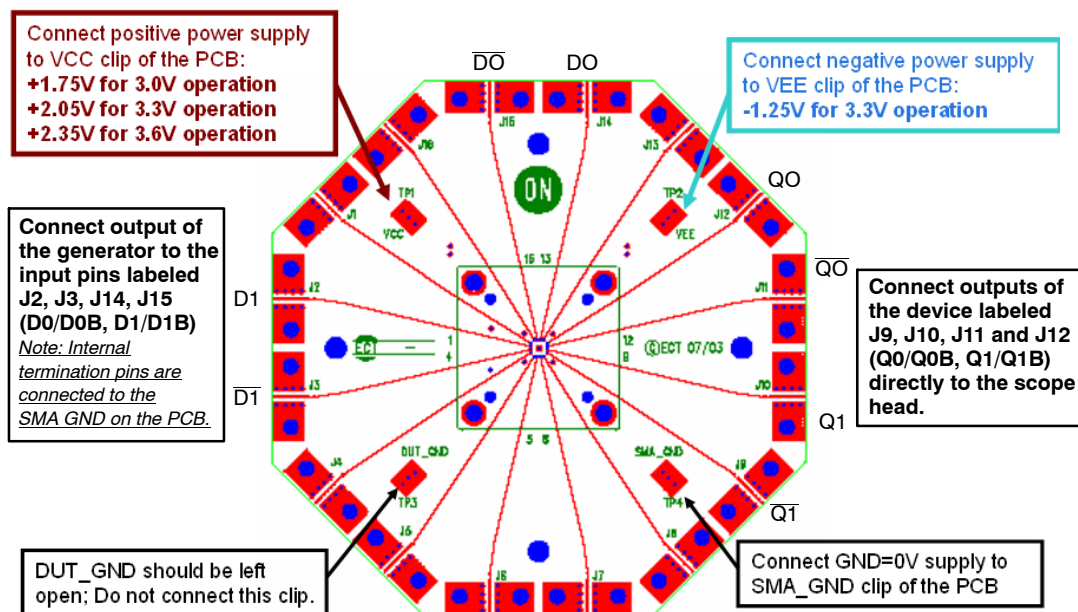 Connect positive power supply
to VCC clip of the PCB:
+1.75V for 3.0V operation
+2.05V for 3.3V operation
+2.35V for 3.6V operation
Connect negative power supply
to VEE clip of the PCB:
-1.25V for 3.3V operation
DO
DO
J15
J14
J16
J13
ON
TP1
VCC
TP2
VEE
J1
J12
QO
Connect output of
the generator to the
input pins labeled
J2, J3, J14, J15
(D0/D0B, D1/D1B)
Note: Internal
termination pins are
connected to the
SMA GND on the PCB.
D1
J2
16 13
J11
QO
Connect outputs of
the device labeled
J9, J10, J11 and J12
(Q0/Q0B, Q1/Q1B)
directly to the scope
head.
ECT
1
4
12
9
©ECT 07/03
D1
J3
J10
Q1
5 8
J4
DUT_GND
TP3
SMA_GND
TP4
J9
Q1
J5
J8
J6
J7
DUT_GND should be left
open; Do not connect this clip.
Connect GND=0V supply to
SMA_GND clip of the PCB